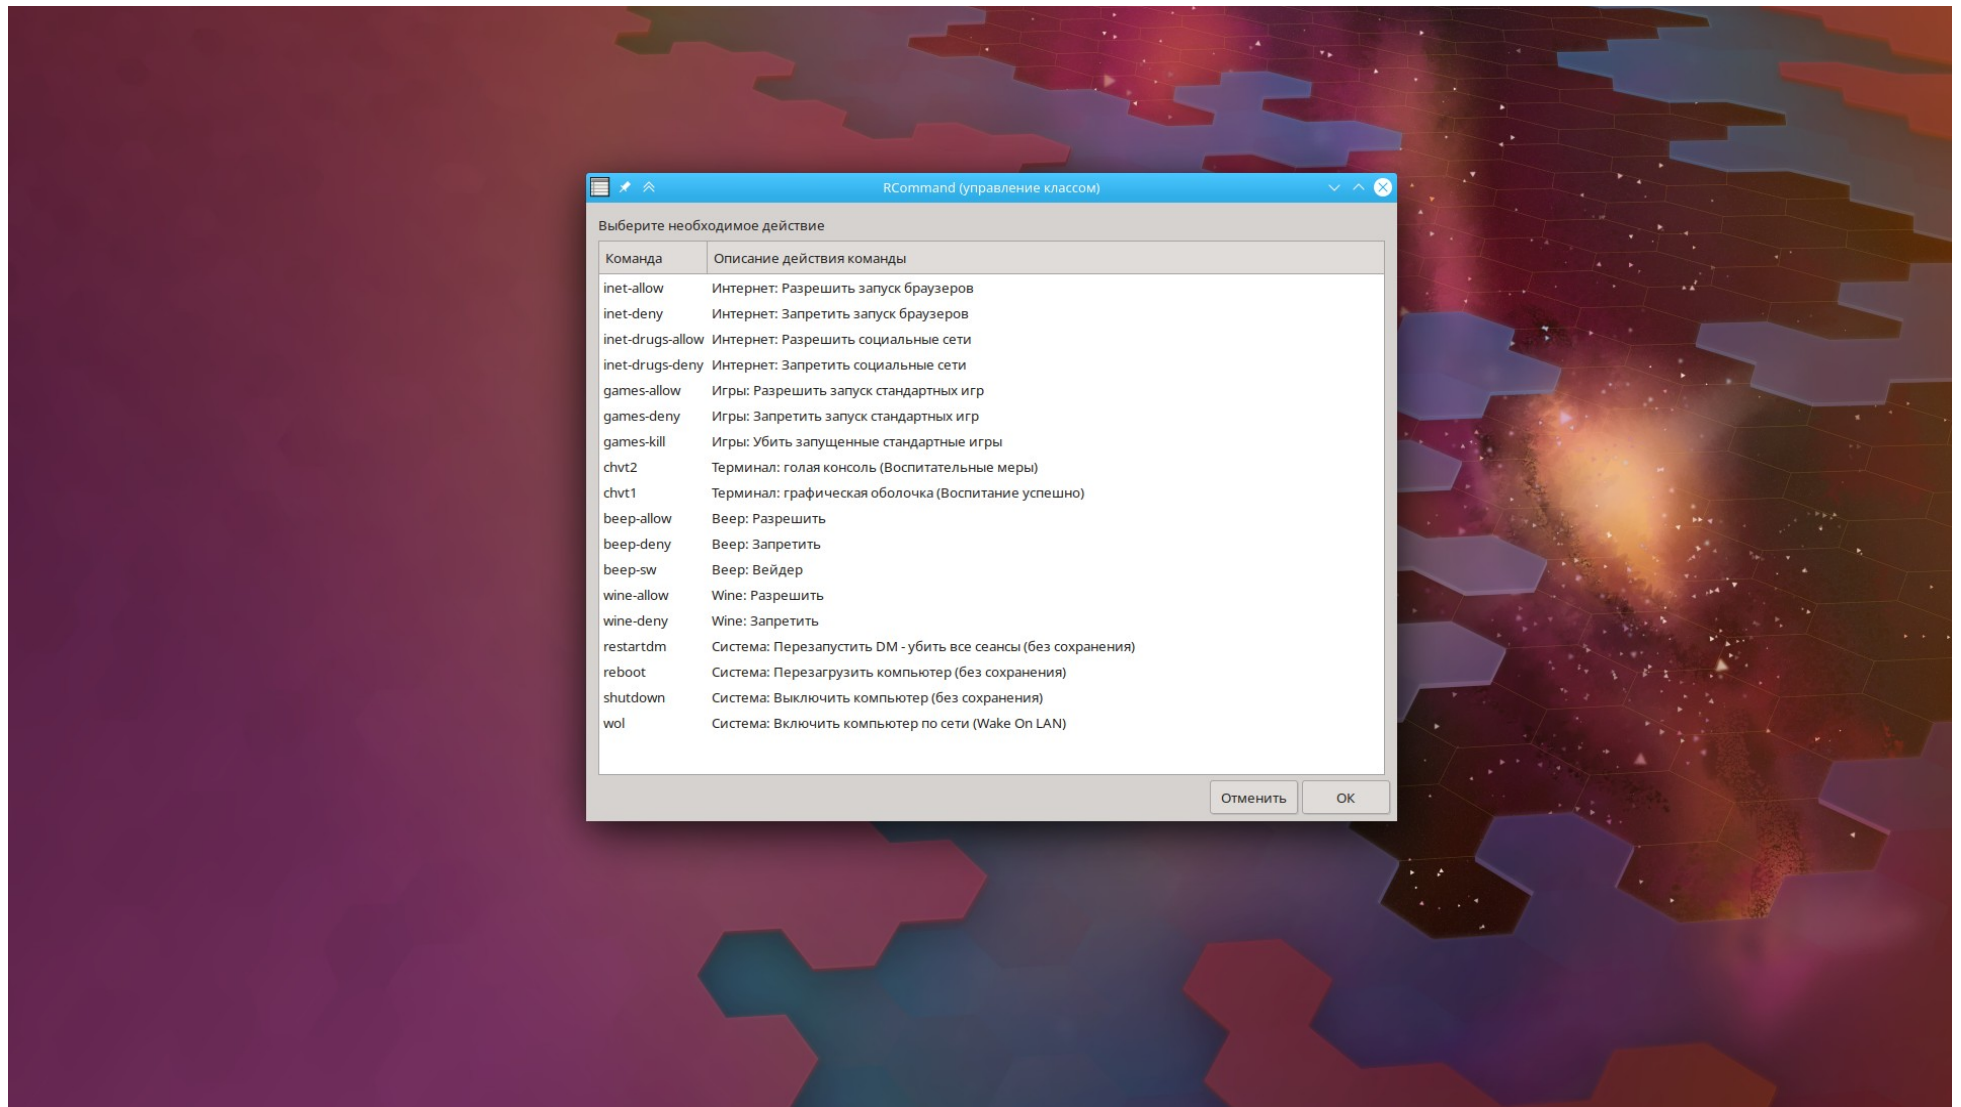 RCommand (управление классом)
Выберите необходимое действие
Команда Описание действия команды
inet-allow Интернет: Разрешить запуск браузеров
inet-deny Интернет: Запретить запуск браузеров
inet-drugs-allow Интернет: Разрешить социальные сети
inet-drugs-deny Интернет: Запретить социальные сети
games-allow Игры: Разрешить запуск стандартных игр
games-deny Игры: Запретить запуск стандартных игр
games-kill Игры: Убить запущенные стандартные игры
chvt2 Терминал: голая консоль (Воспитательные меры)
chvt1 Терминал: графическая оболочка (Воспитание успешно)
beep-allow Beep: Разрешить
beep-deny Beep: Запретить
beep-sw Beep: Вейдер
wine-allow Wine: Разрешить
wine-deny Wine: Запретить
restartdm Система: Перезапустить DM - убить все сеансы (без сохранения)
reboot Система: Перезагрузить компьютер (без сохранения)
shutdown Система: Выключить компьютер (без сохранения)
wol Система: Включить компьютер по сети (Wake On LAN)
Отменить OK